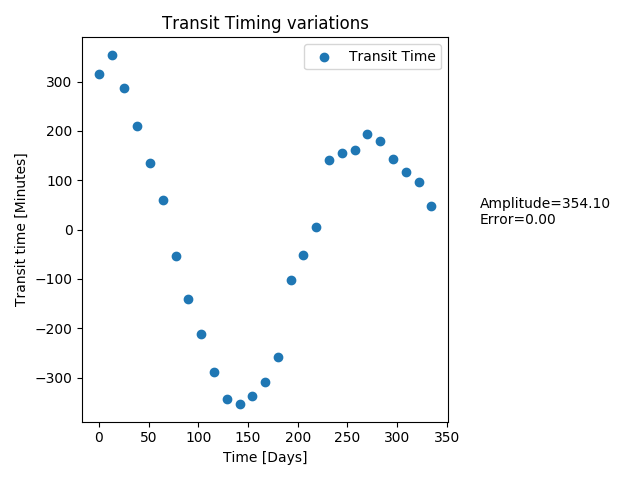 Transit Timing variations
Transit Time
Transit time [Minutes]
300
200
100
0
−100
−200
−300
0 50 100 150 200 250 300 350
Time [Days]
Amplitude=354.10
Error=0.00